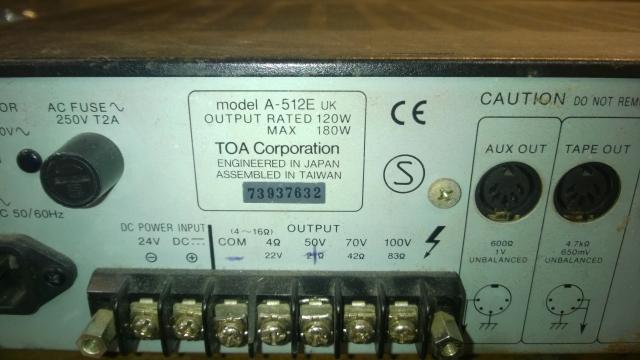 AC FUSE
250V T2A
C 50/60Hz
model A-512E UK
OUTPUT RATED 120W
MAX 180W
TOA Corporation
ENGINEERED IN JAPAN
ASSEMBLED IN TAIWAN
73937632
CE
S
CAUTION DO NOT REM
AUX OUT
TAPE OUT
600Ω
1V
UNBALANCED
4.7kΩ
650mV
UNBALANCED
DC POWER INPUT
24V DC
⊖ ⊕
(4~16Ω) OUTPUT
COM 4Ω 50V 70V 100V
22V 21Ω 42Ω 83Ω